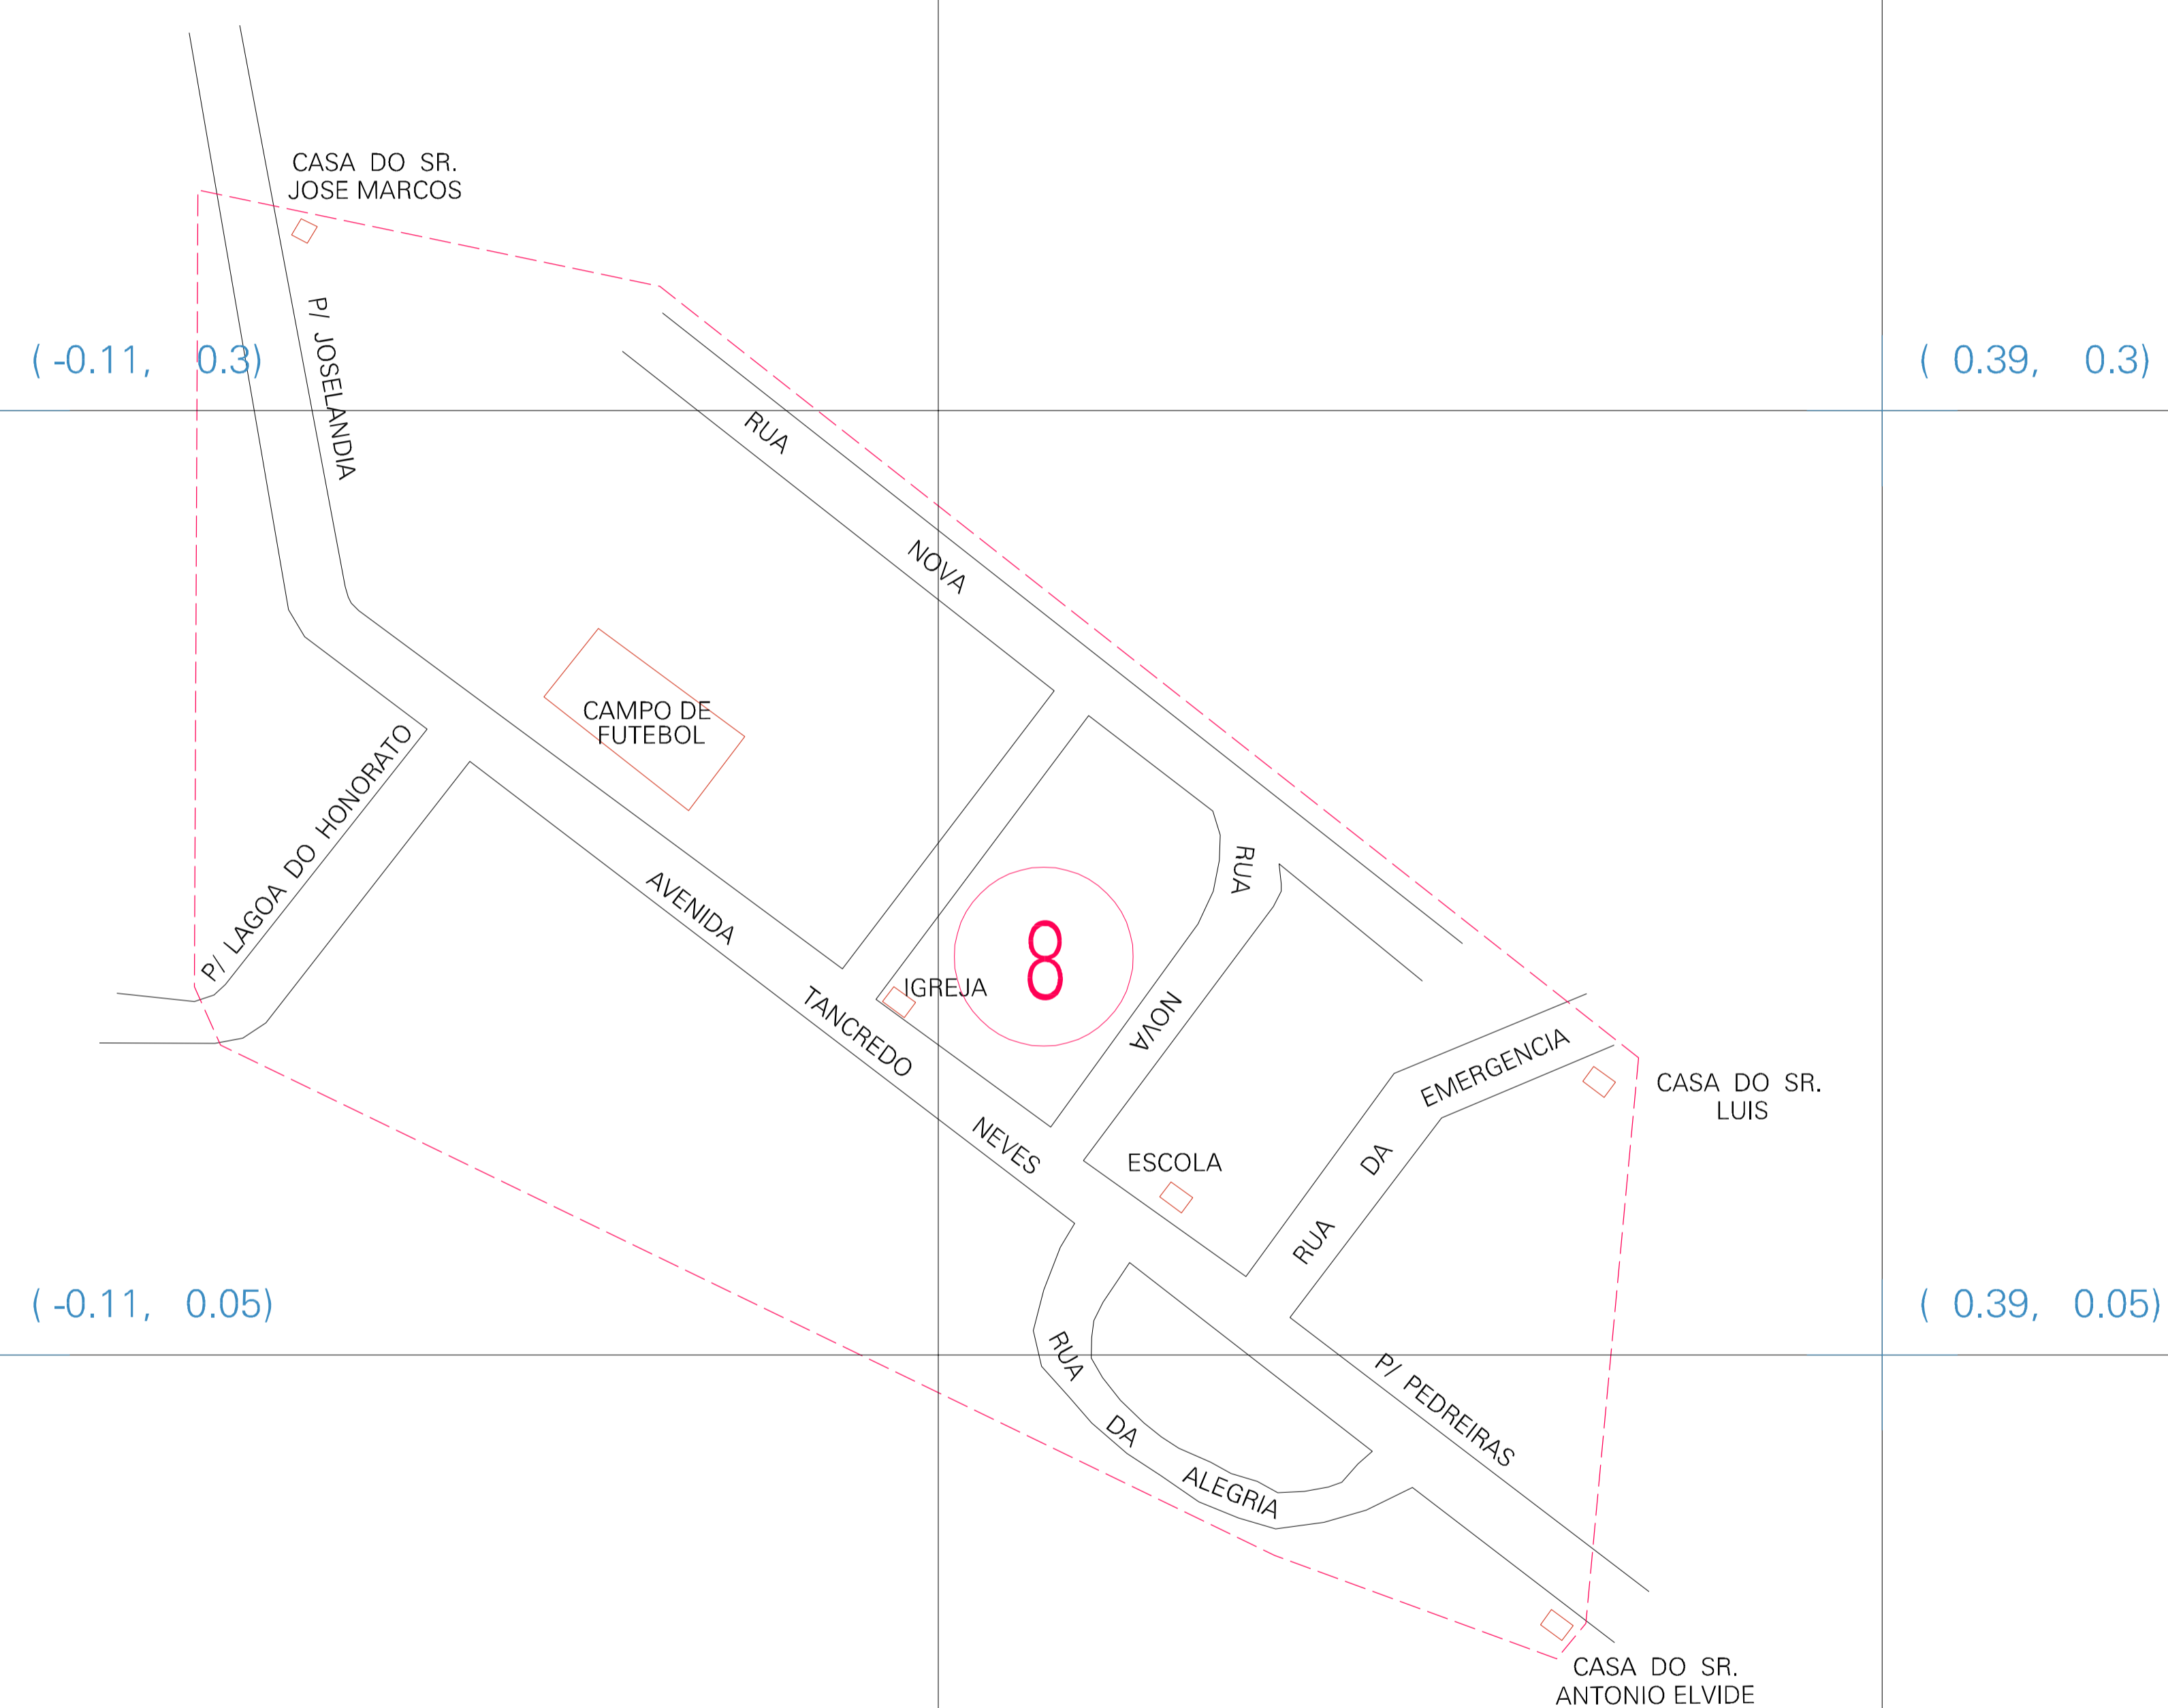 CASA DO SR.
JOSE MARCOS
P/ JOSELANDIA
( -0.11, 0.3)
( 0.39, 0.3)
RUA
NOVA
CAMPO DE
FUTEBOL
P/ LAGOA DO HONORATO
AVENIDA
TANCREDO
NEVES
RUA
NOVA
8
IGREJA
EMERGENCIA
DA
RUA
CASA DO SR.
LUIS
ESCOLA
( -0.11, 0.05)
( 0.39, 0.05)
RUA
DA
ALEGRIA
P/ PEDREIRAS
CASA DO SR.
ANTONIO ELVIDE